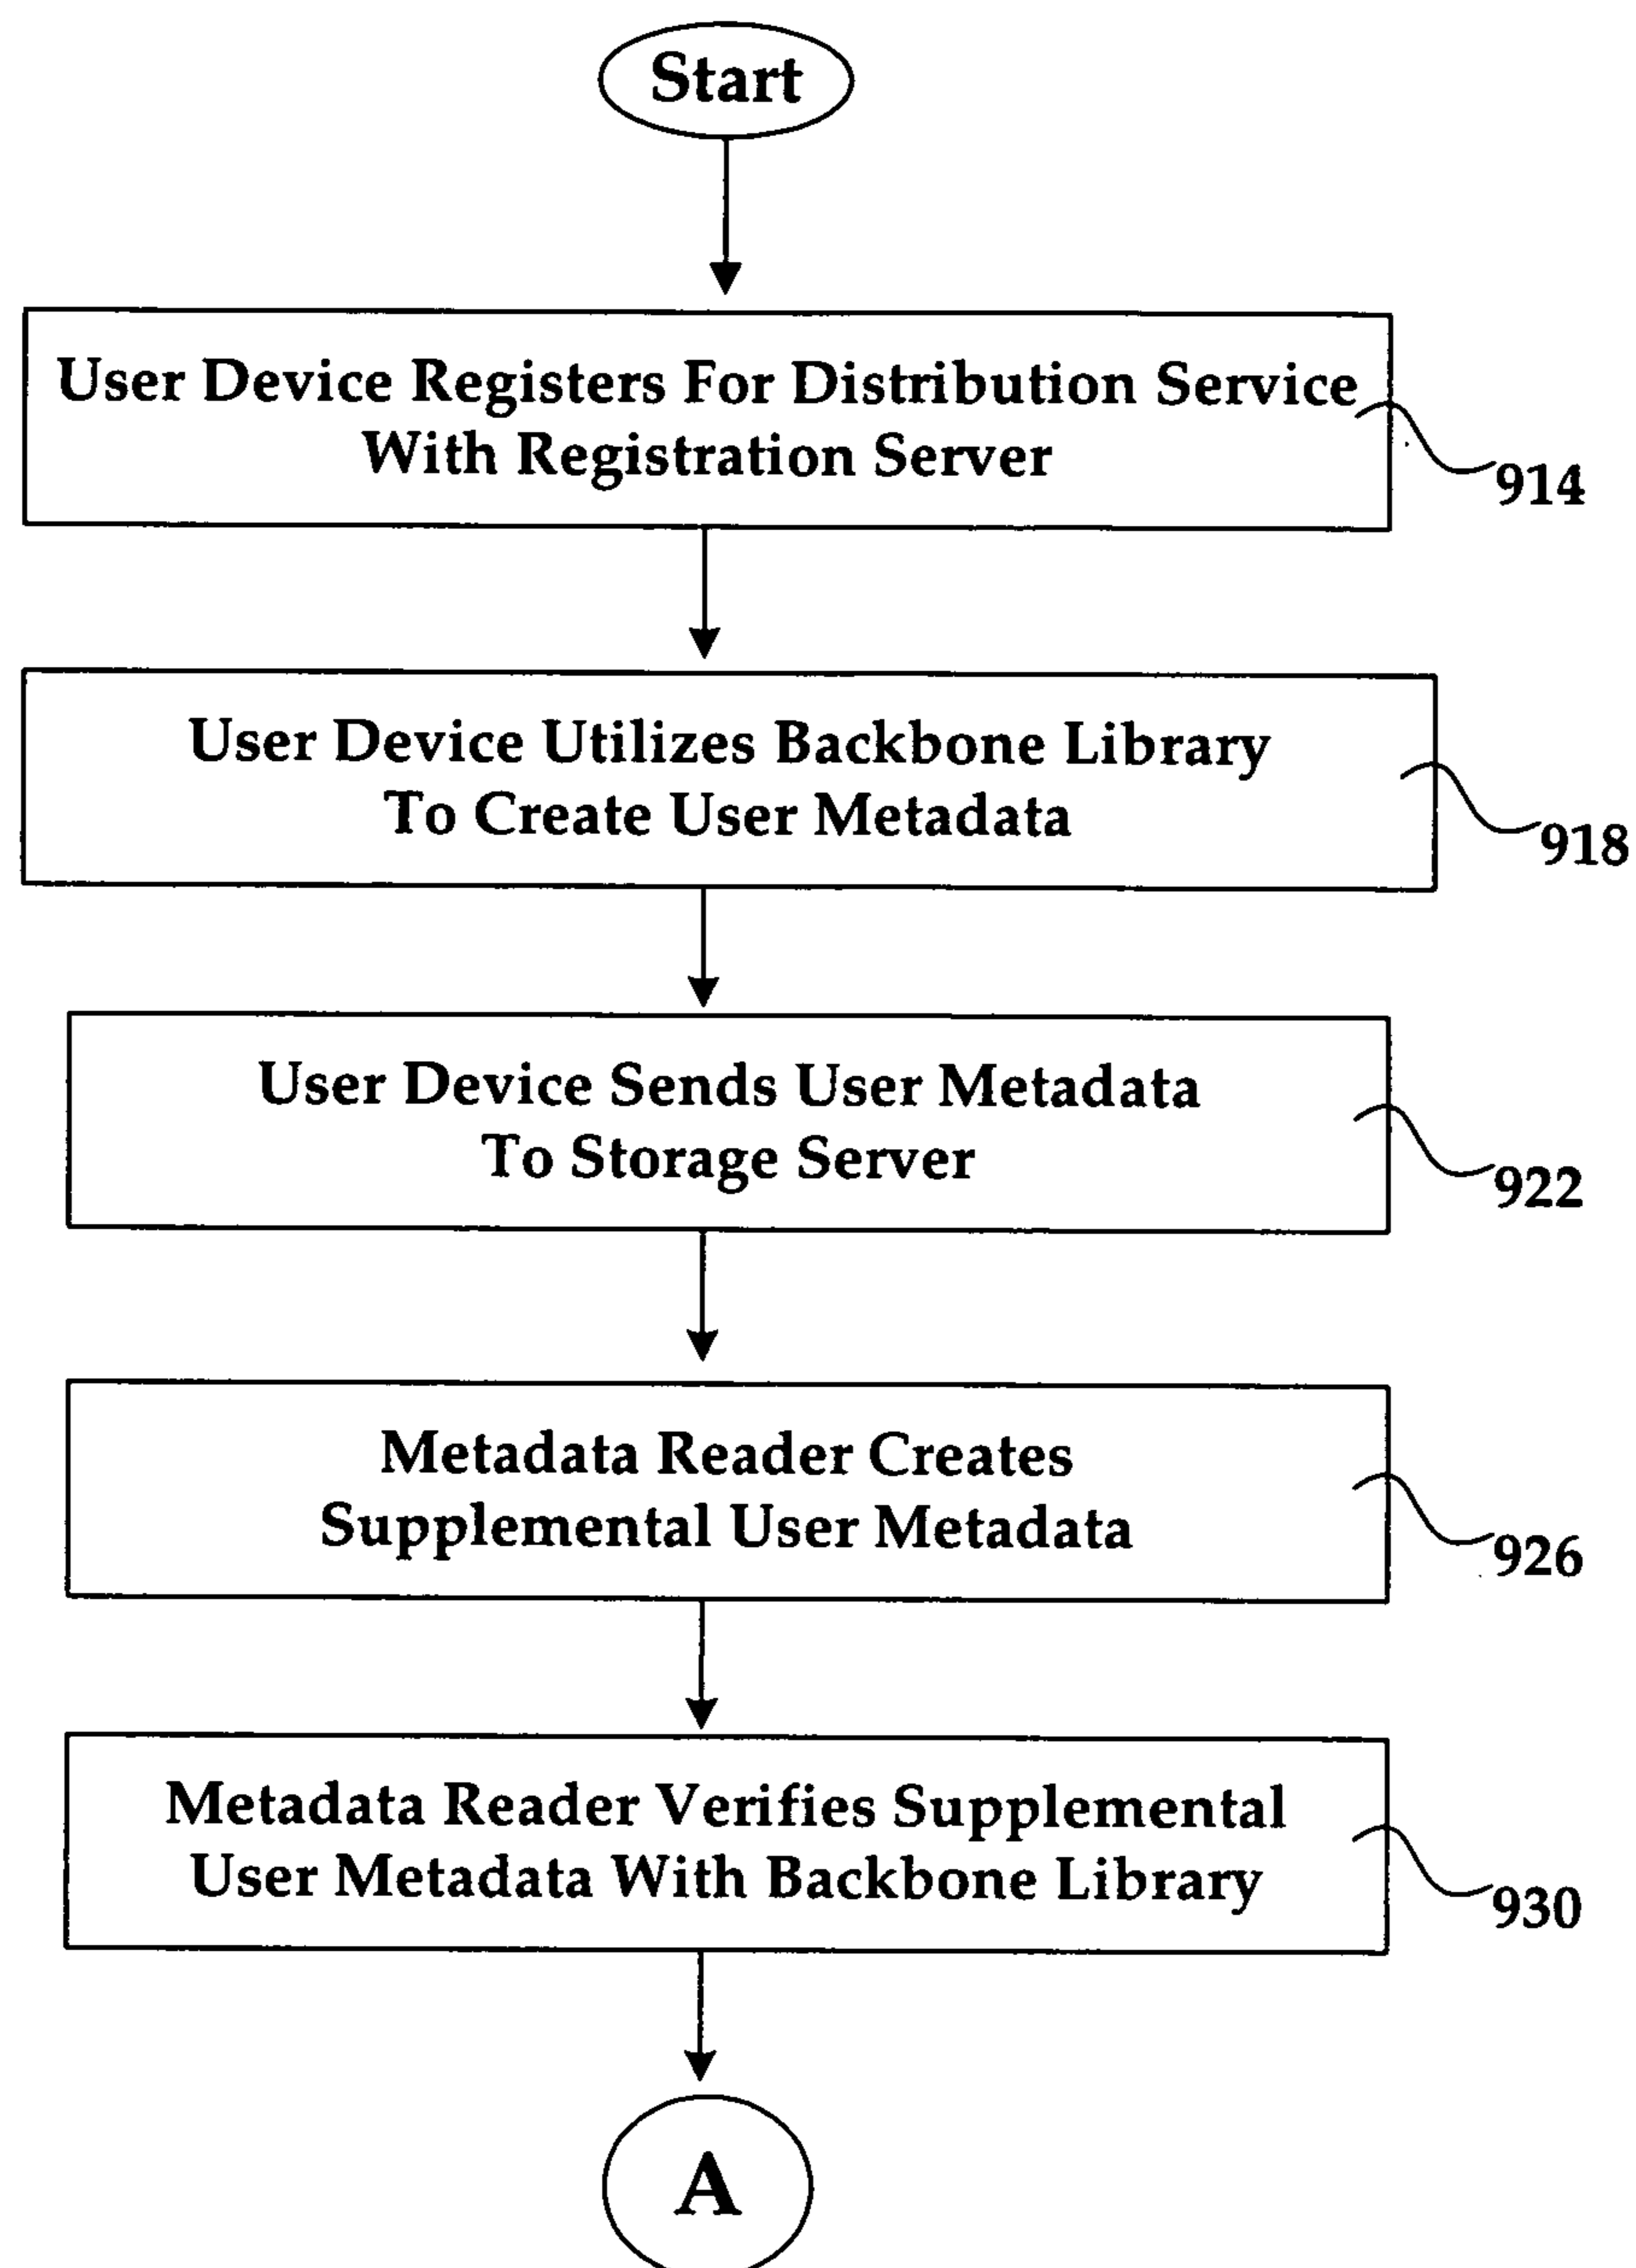 Start
User Device Registers For Distribution Service
With Registration Server
914
User Device Utilizes Backbone Library
To Create User Metadata
918
User Device Sends User Metadata
To Storage Server
922
Metadata Reader Creates
Supplemental User Metadata
926
Metadata Reader Verifies Supplemental
User Metadata With Backbone Library
930
A